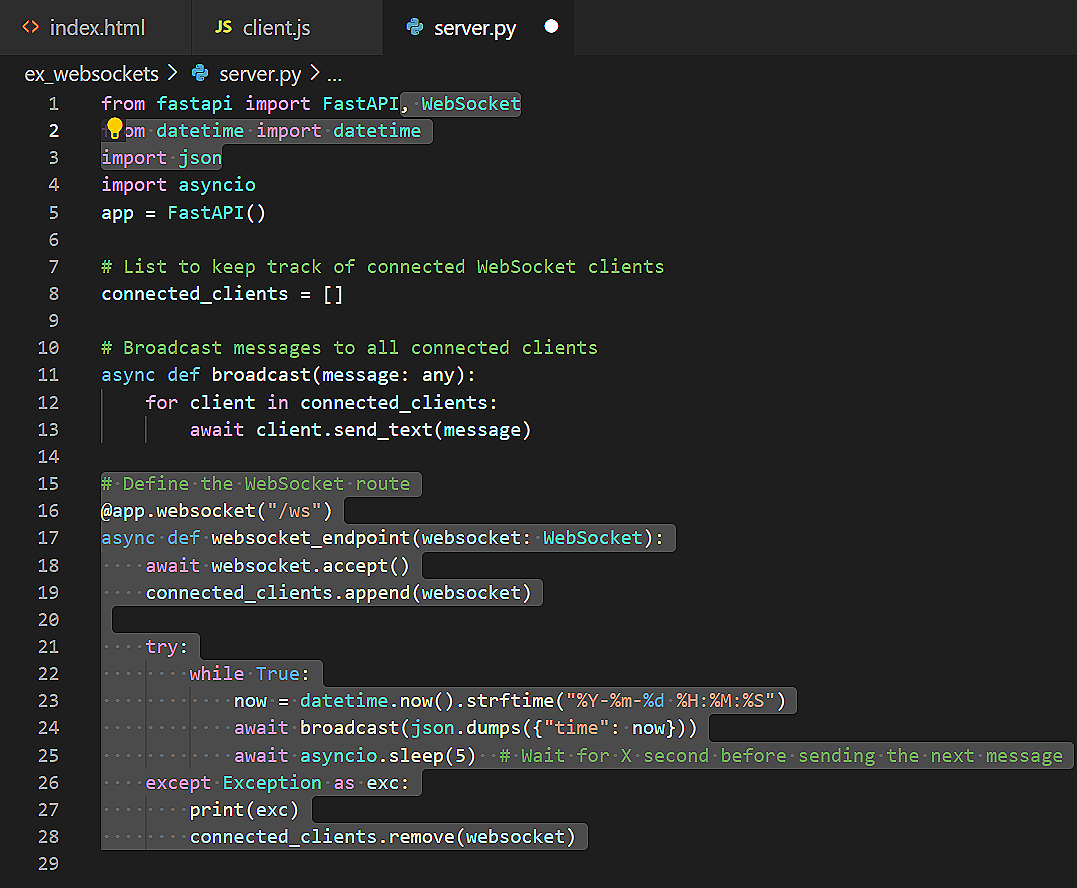 index.html
JS client.js
server.py
ex_websockets > server.py > ...
1 from fastapi import FastAPI, WebSocket
2 from datetime import datetime
3 import json
4 import asyncio
5 app = FastAPI()
6
7 # List to keep track of connected WebSocket clients
8 connected_clients = []
9
10 # Broadcast messages to all connected clients
11 async def broadcast(message: any):
12     for client in connected_clients:
13         await client.send_text(message)
14
15 # Define the WebSocket route
16 @app.websocket("/ws")
17 async def websocket_endpoint(websocket: WebSocket):
18     await websocket.accept()
19     connected_clients.append(websocket)
20
21     try:
22         while True:
23             now = datetime.now().strftime("%Y-%m-%d %H:%M:%S")
24             await broadcast(json.dumps({"time": now}))
25             await asyncio.sleep(5)  # Wait for X second before sending the next message
26     except Exception as exc:
27         print(exc)
28         connected_clients.remove(websocket)
29